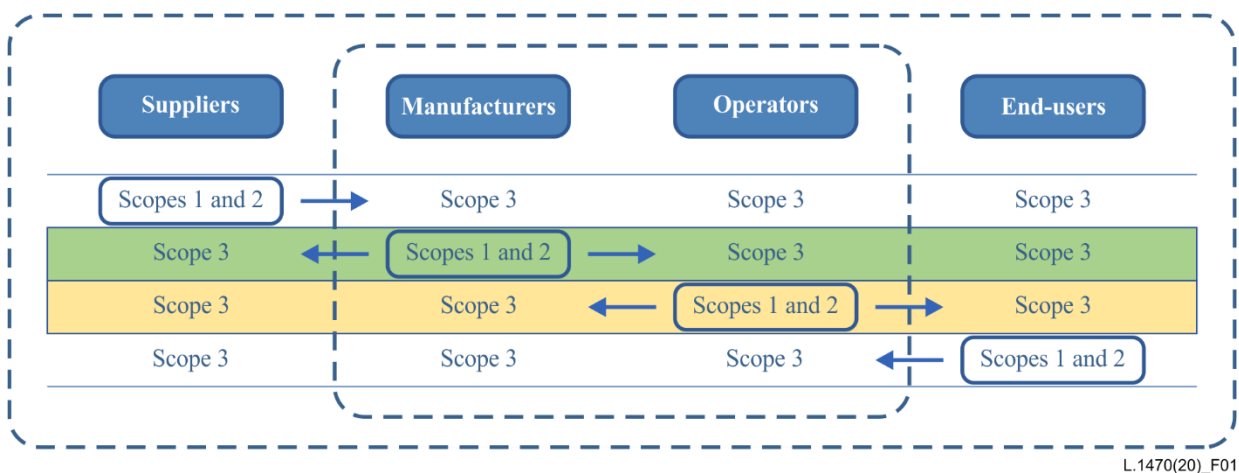 Suppliers Manufacturers Operators End-users
Scopes 1 and 2 Scope 3 Scope 3 Scope 3
Scope 3 Scopes 1 and 2 Scope 3 Scope 3
Scope 3 Scope 3 Scopes 1 and 2 Scope 3
Scope 3 Scope 3 Scope 3 Scopes 1 and 2
L.1470(20)_F01